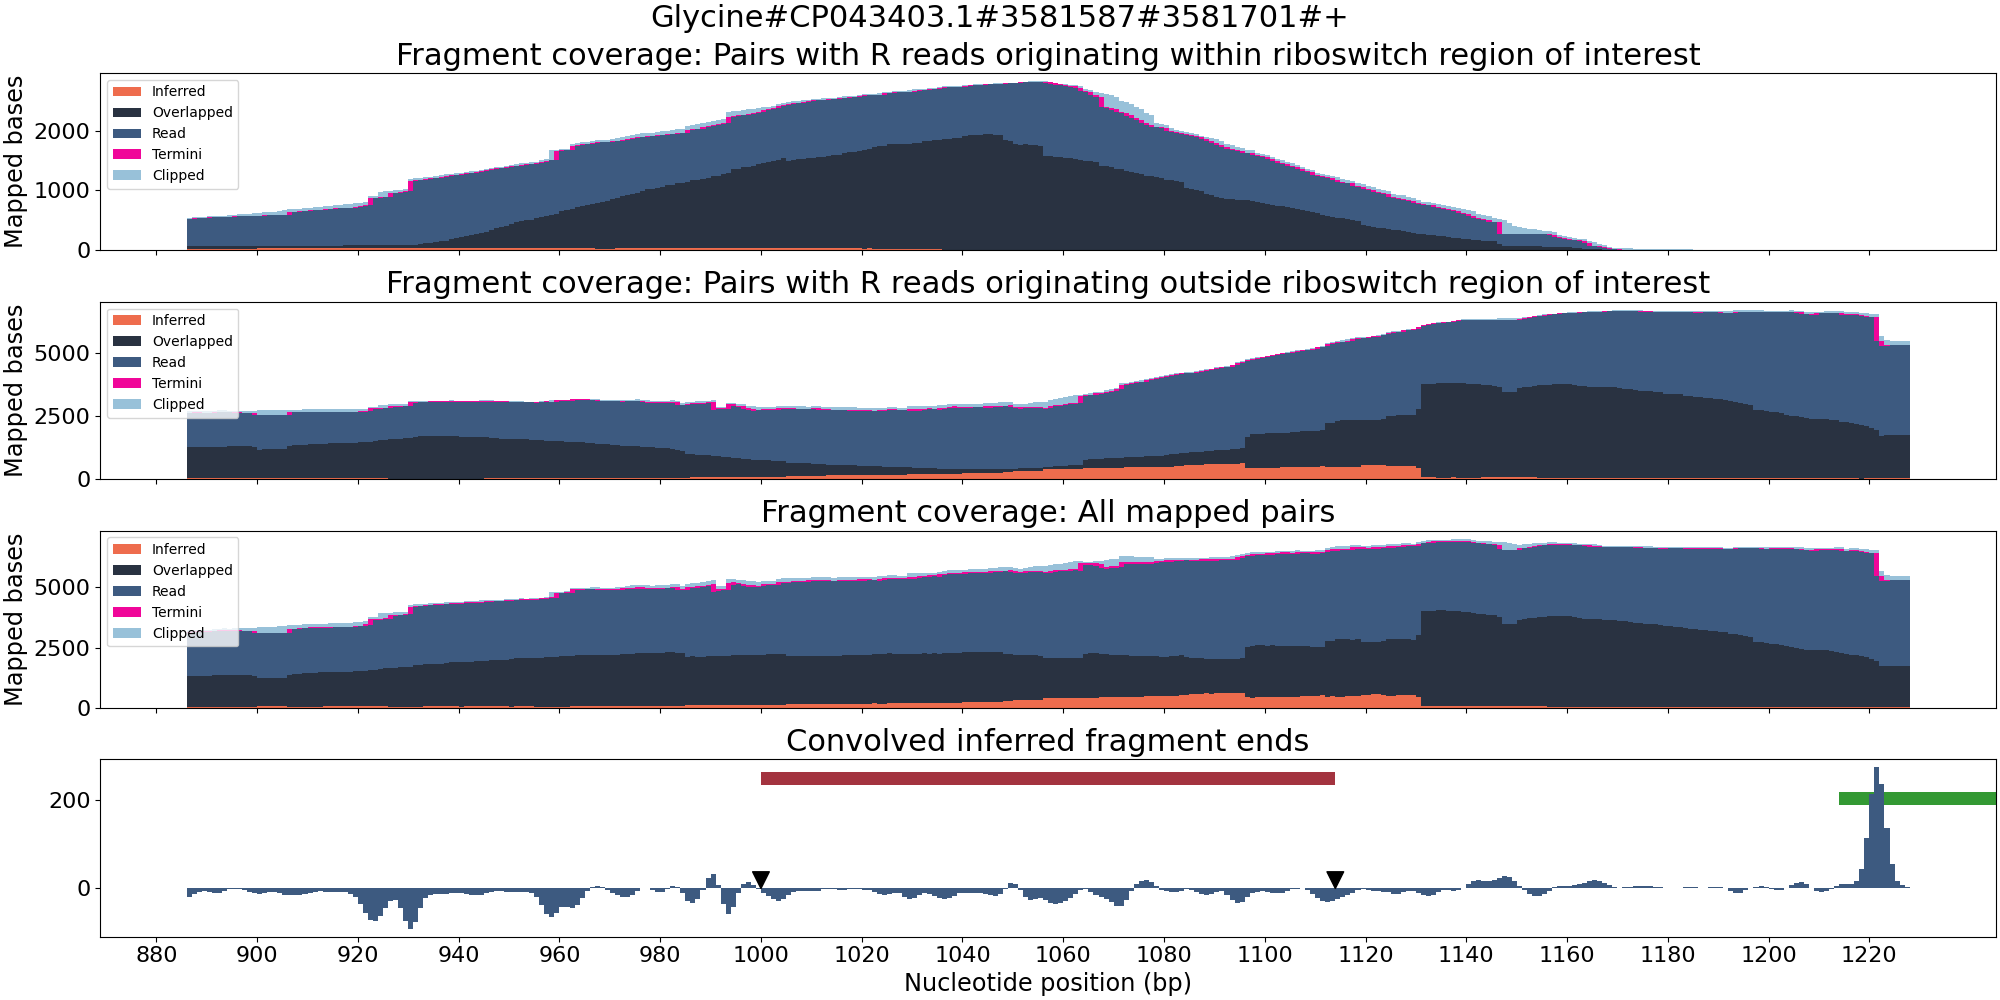 Glycine#CP043403.1#3581587#3581701#+
Fragment coverage: Pairs with R reads originating within riboswitch region of interest
Mapped bases
2000
1000
0
Inferred
Overlapped
Read
Termini
Clipped
Fragment coverage: Pairs with R reads originating outside riboswitch region of interest
Mapped bases
5000
2500
0
Inferred
Overlapped
Read
Termini
Clipped
Fragment coverage: All mapped pairs
Mapped bases
5000
2500
0
Inferred
Overlapped
Read
Termini
Clipped
Convolved inferred fragment ends
200
0
880 900 920 940 960 980 1000 1020 1040 1060 1080 1100 1120 1140 1160 1180 1200 1220
Nucleotide position (bp)